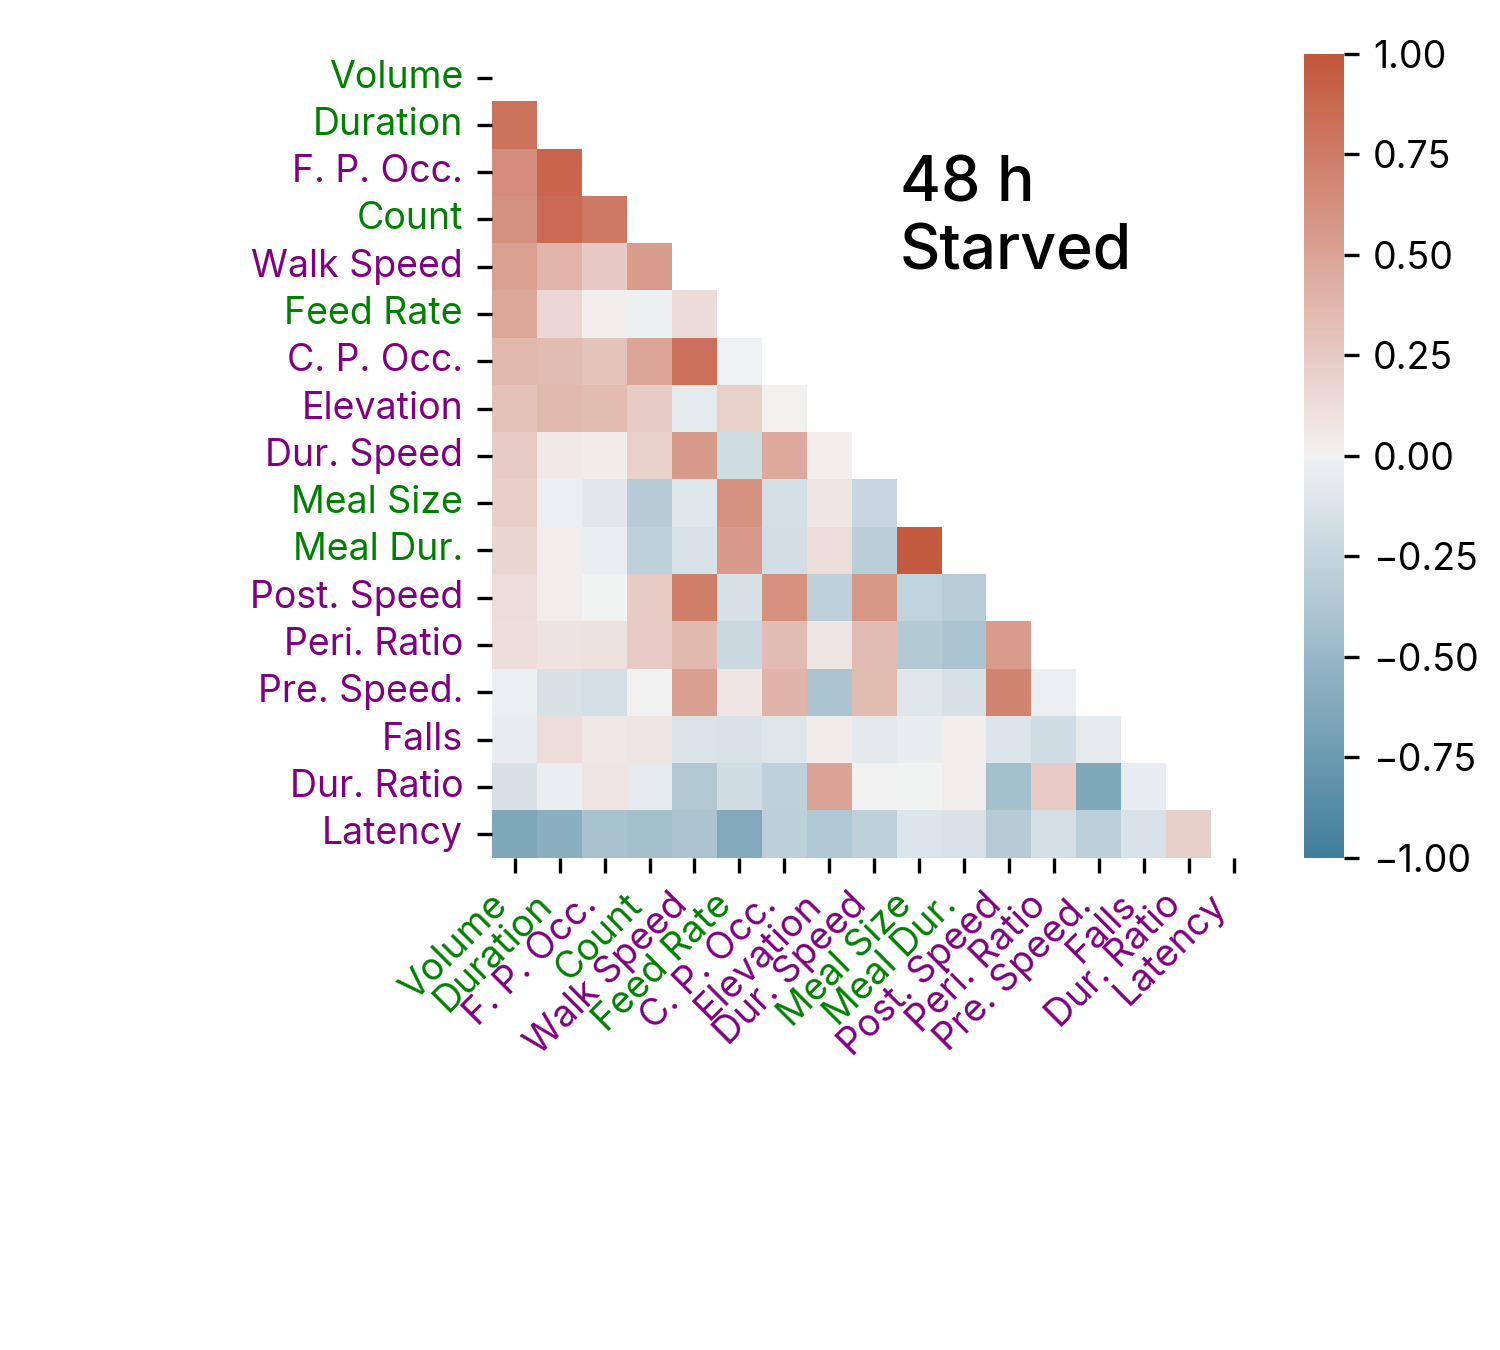 Volume
Duration
F. P. Occ.
Count
Walk Speed
Feed Rate
C. P. Occ.
Elevation
Dur. Speed
Meal Size
Meal Dur.
Post. Speed
Peri. Ratio
Pre. Speed.
Falls
Dur. Ratio
Latency
48 h
Starved
1.00
0.75
0.50
0.25
0.00
−0.25
−0.50
−0.75
−1.00
Volume
Duration
F. P. Occ.
Count
Walk Speed
Feed Rate
C. P. Occ.
Elevation
Dur. Speed
Meal Size
Meal Dur.
Post. Speed
Peri. Ratio
Pre. Speed.
Falls
Dur. Ratio
Latency